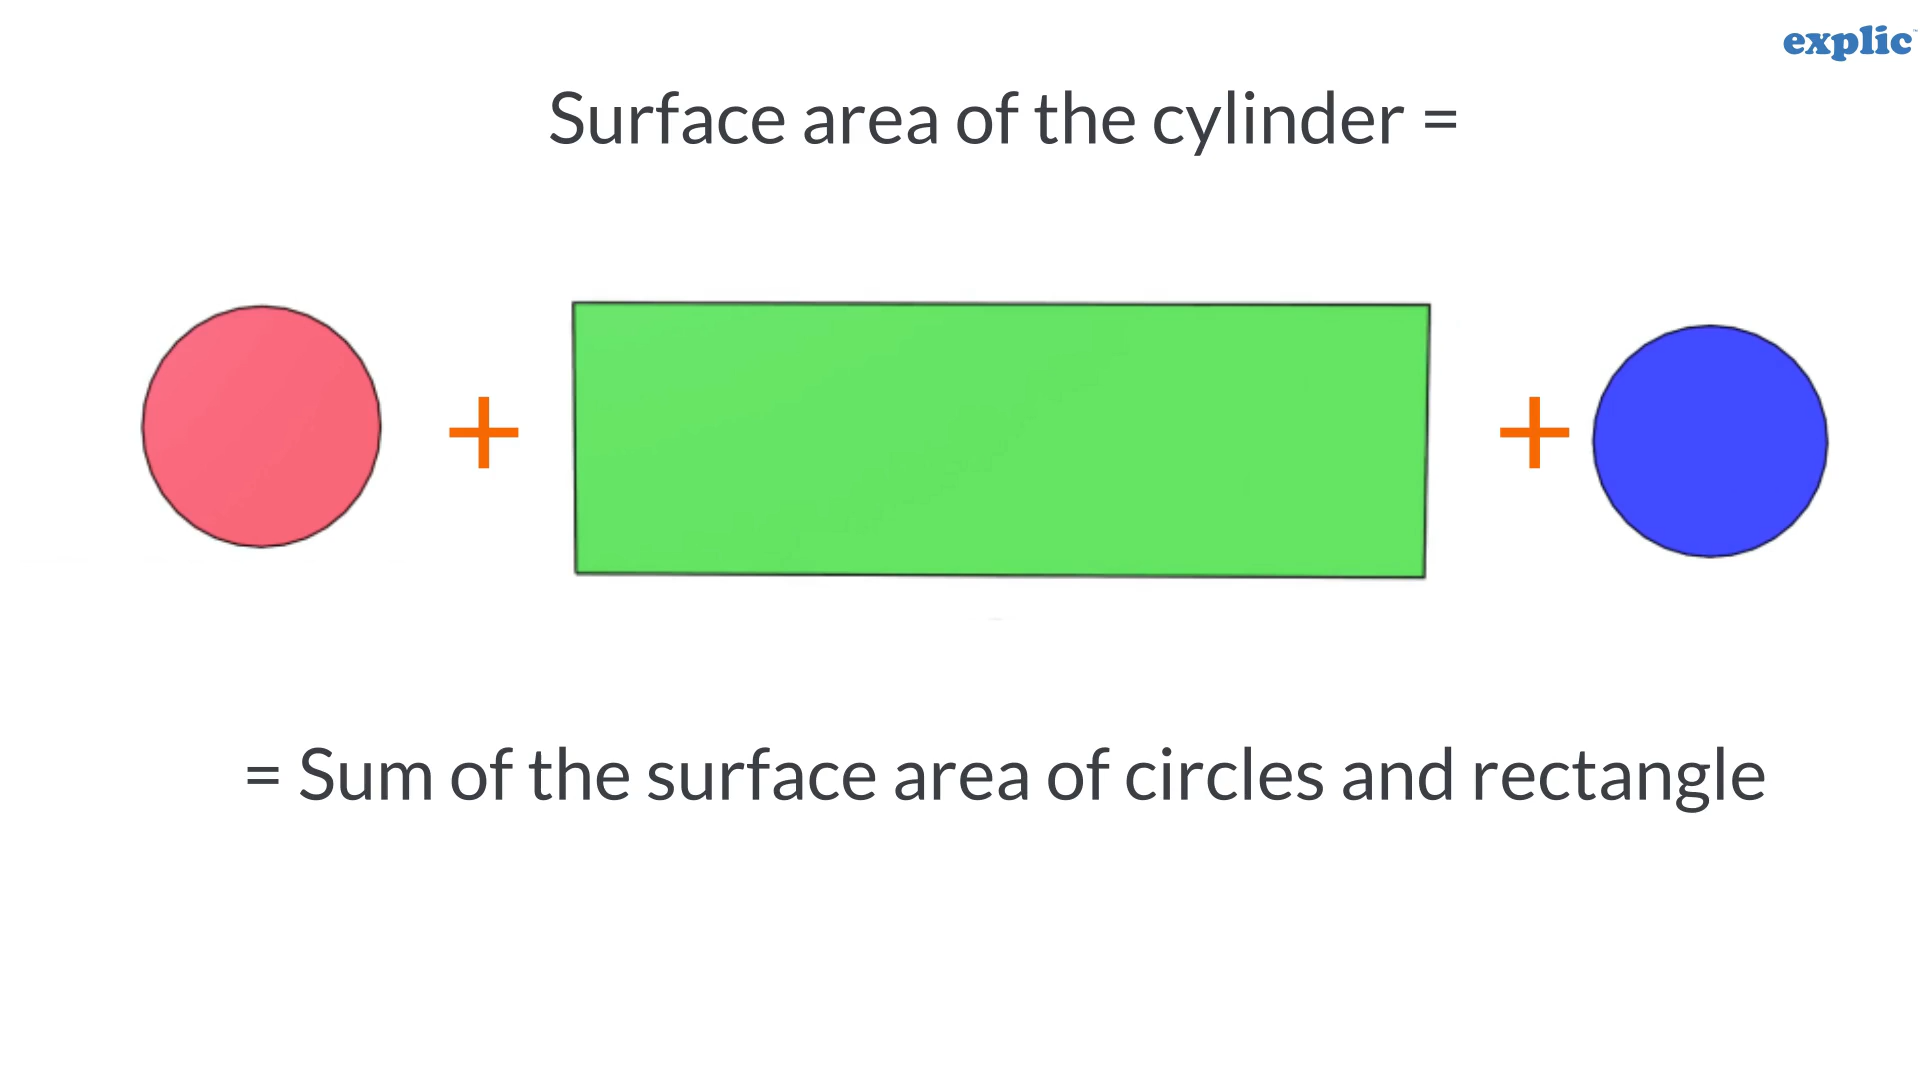 explic
Surface area of the cylinder =
+ +
= Sum of the surface area of circles and rectangle